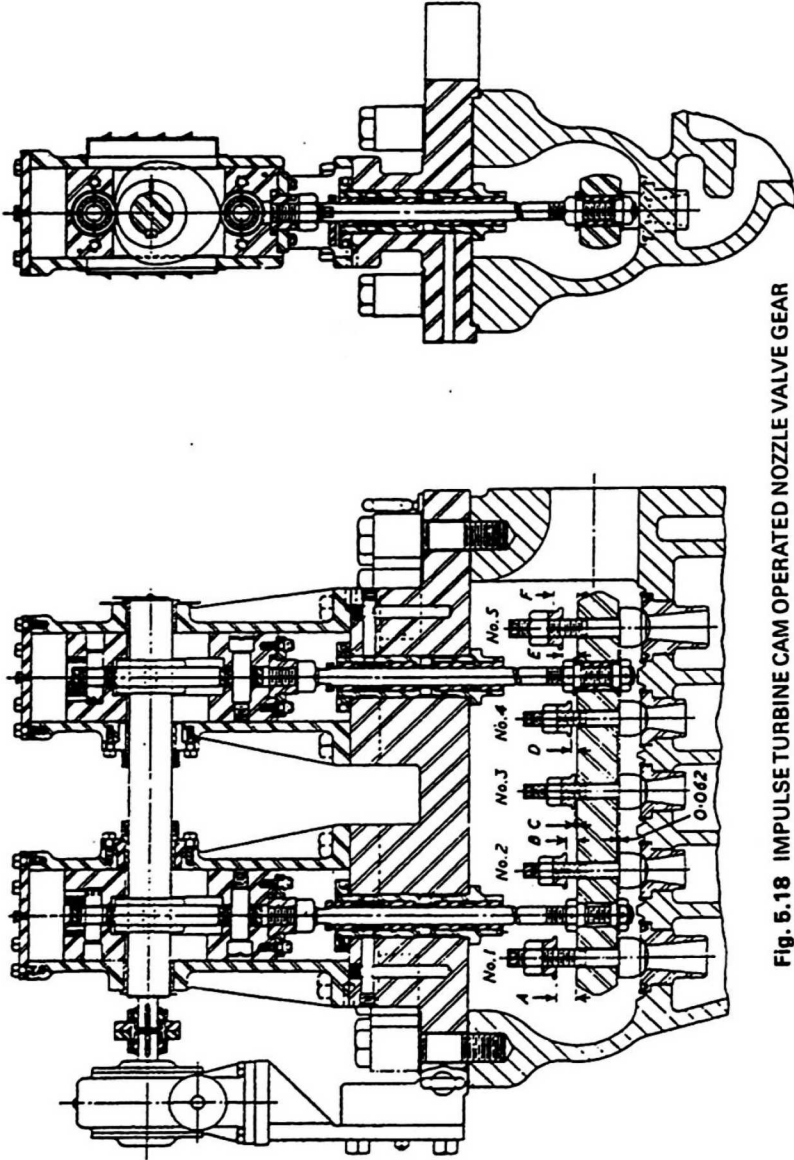 No.1
No.2
No.3
No.4
No.5
A
B
C
D
E
F
0·062
Fig. 5.18 IMPULSE TURBINE CAM OPERATED NOZZLE VALVE GEAR